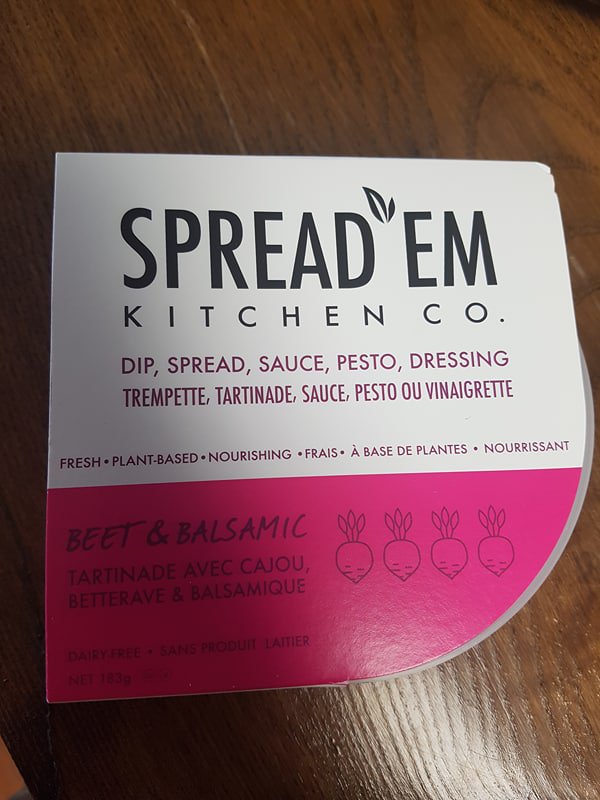 SPREAD'EM
KITCHEN CO.
DIP, SPREAD, SAUCE, PESTO, DRESSING
TREMPETTE, TARTINADE, SAUCE, PESTO OU VINAIGRETTE
FRESH • PLANT-BASED • NOURISHING • FRAIS • À BASE DE PLANTES • NOURRISSANT
BEET & BALSAMIC
TARTINADE AVEC CAJOU,
BETTERAVE & BALSAMIQUE
DAIRY-FREE • SANS PRODUIT LAITIER
NET 183g